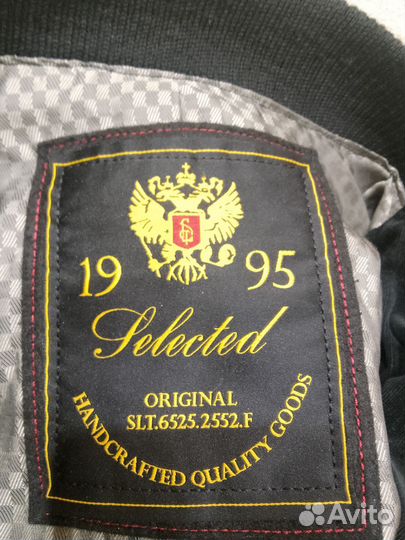 19 95
Selected
ORIGINAL
SLT.6525.2552.F
HANDCRAFTED QUALITY GOODS
Avito